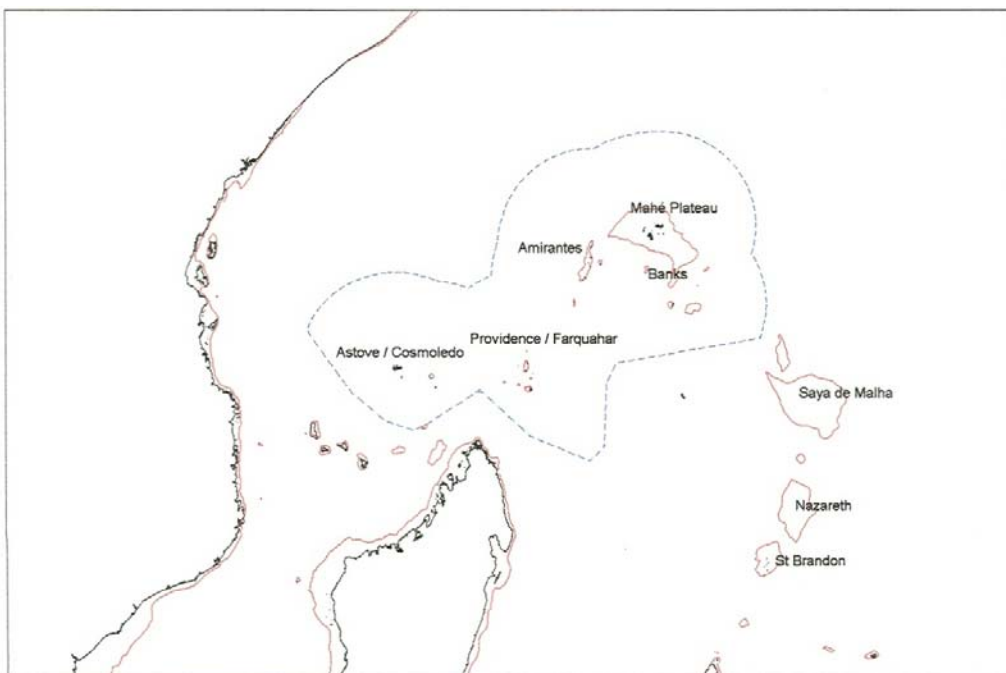 Mahé Plateau
Amirantes
Banks
Providence / Farquahar
Astove / Cosmoledo
Saya de Malha
Nazareth
St Brandon